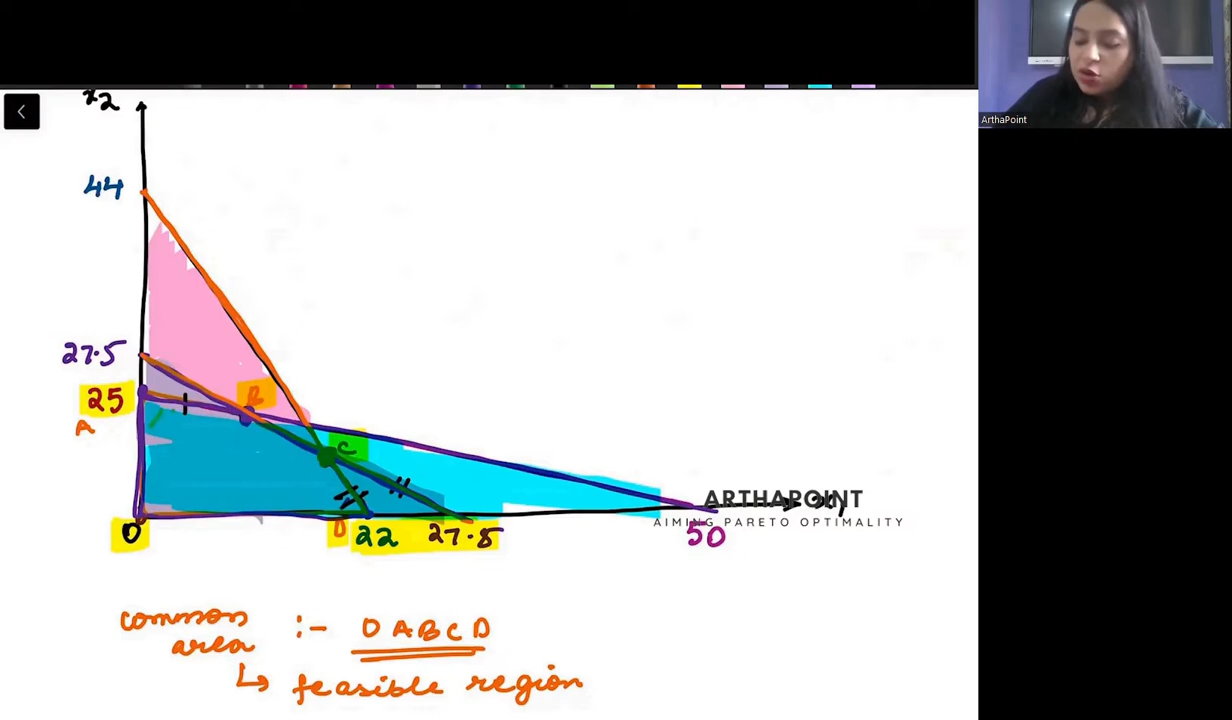 ArthaPoint
x2
44
27.5
25
A
B
C
ARTHAPOINT
x1
AIMING PARETO OPTIMALITY
O
D
22
27.5
50
common :- OABCD
area
↳ feasible region